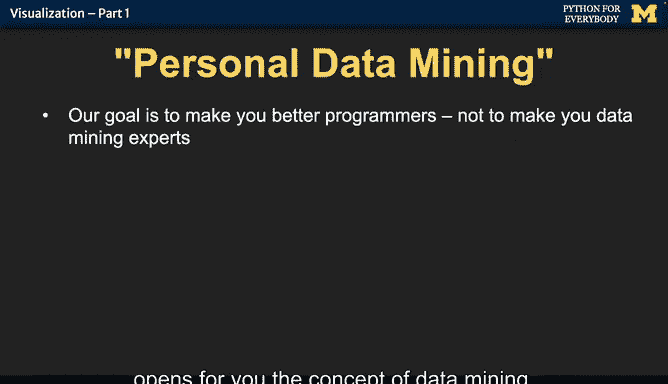 Visualization – Part 1
PYTHON FOR
EVERYBODY
M
"Personal Data Mining"
• Our goal is to make you better programmers – not to make you data
mining experts
opens for you the concept of data mining